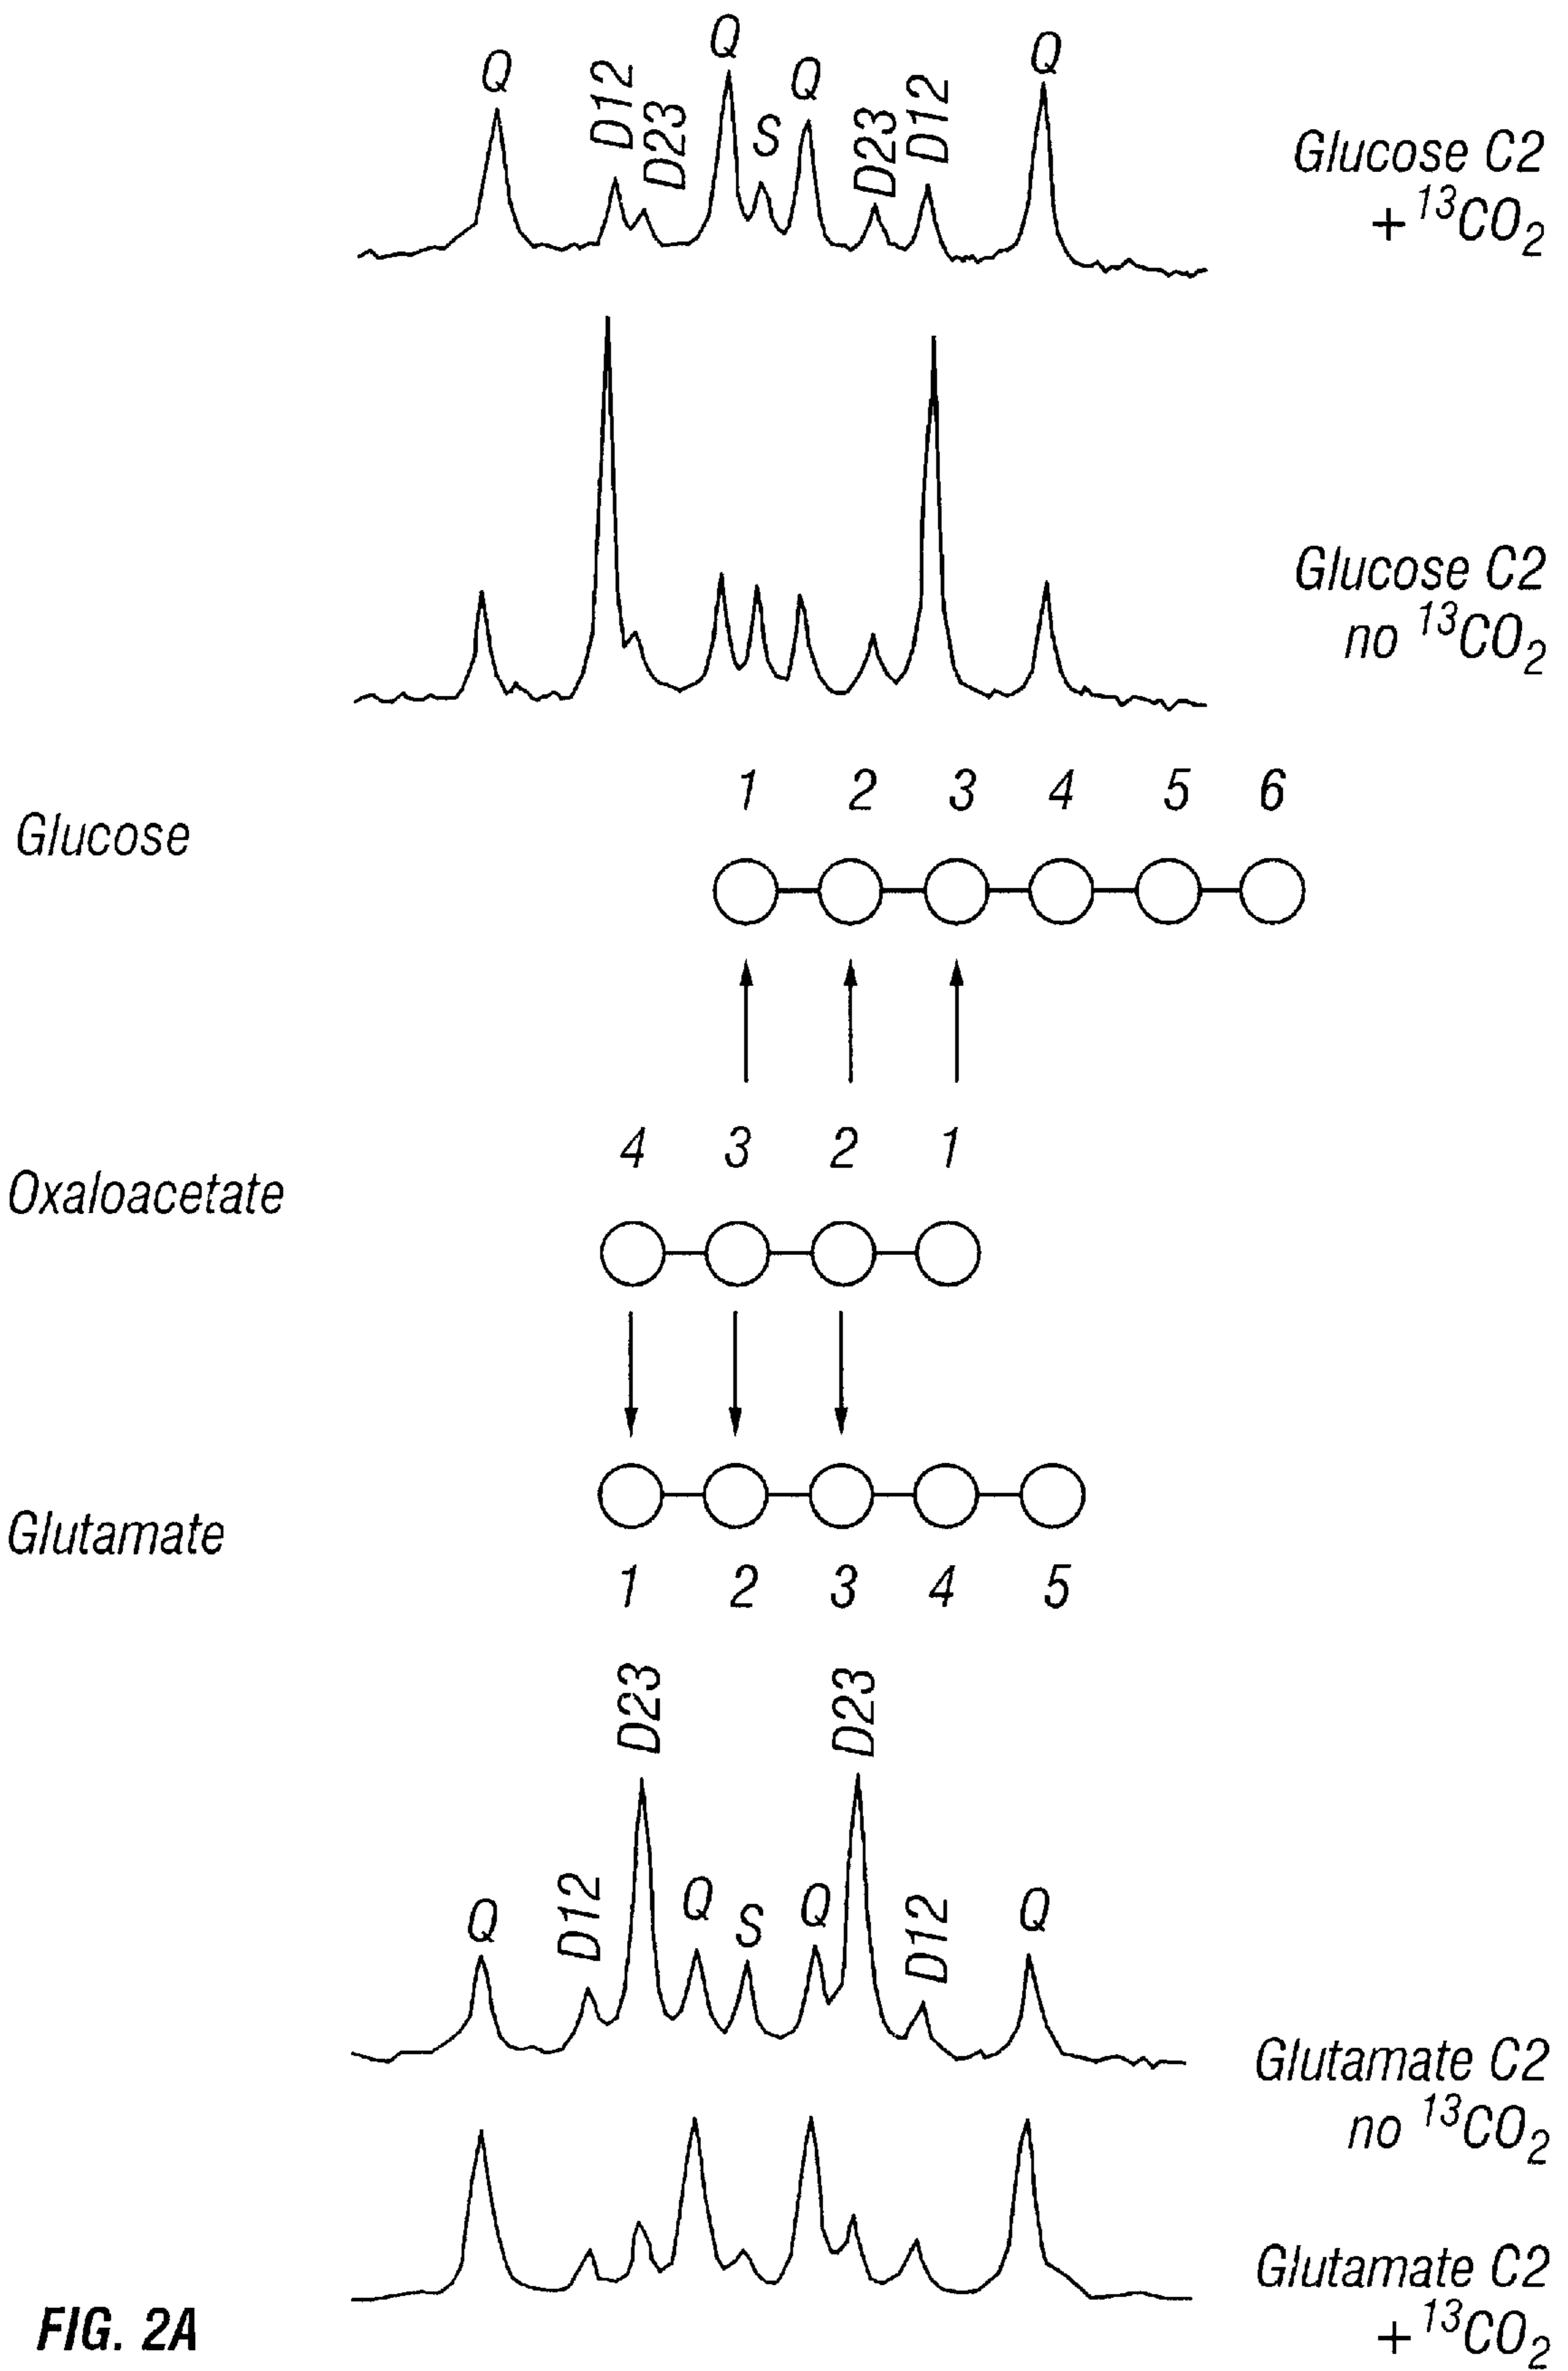 Q D12 D23 Q S Q D23 D12 Q
Glucose C2
+ ¹³CO₂
Glucose C2
no ¹³CO₂
1 2 3 4 5 6
Glucose
4 3 2 1
Oxaloacetate
Glutamate
1 2 3 4 5
D23 D23
Q D12 Q S Q D12 Q
Glutamate C2
no ¹³CO₂
Glutamate C2
+ ¹³CO₂
FIG. 2A